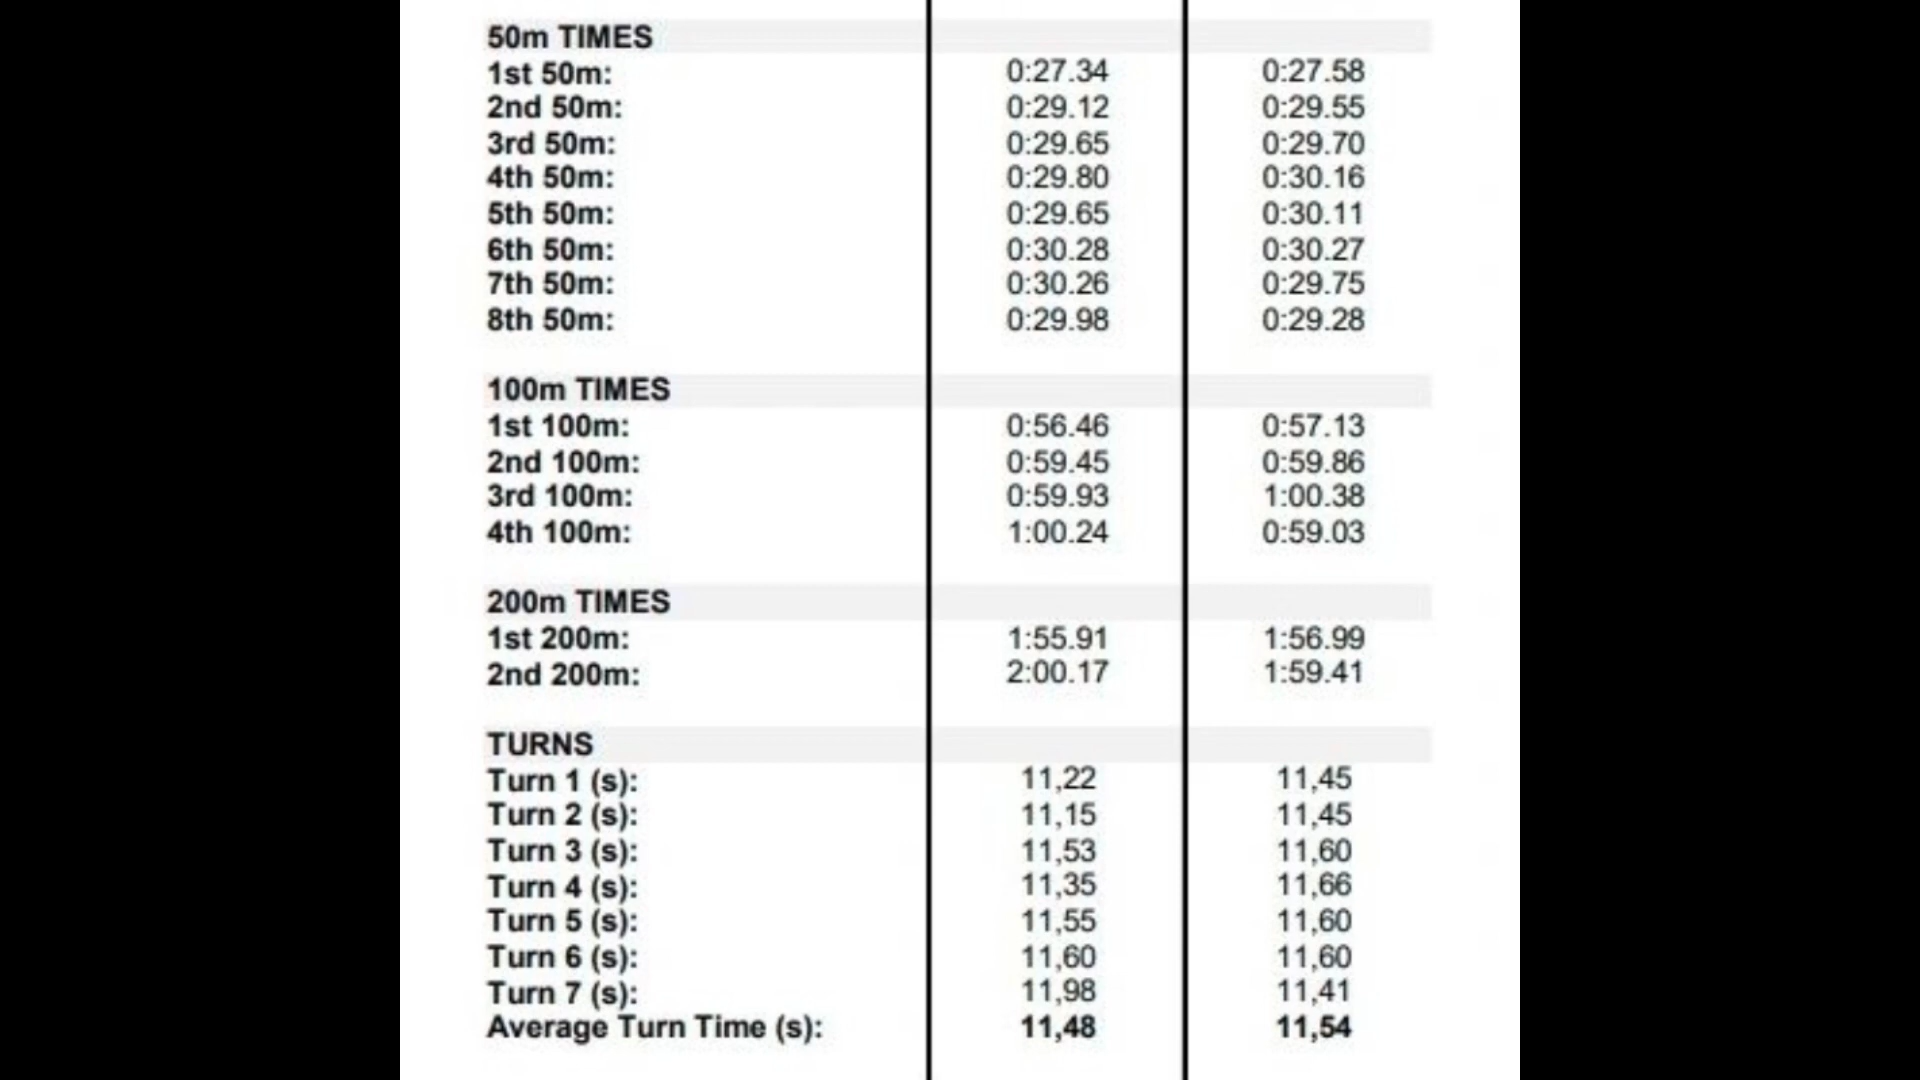 50m TIMES
1st 50m: 0:27.34 0:27.58
2nd 50m: 0:29.12 0:29.55
3rd 50m: 0:29.65 0:29.70
4th 50m: 0:29.80 0:30.16
5th 50m: 0:29.65 0:30.11
6th 50m: 0:30.28 0:30.27
7th 50m: 0:30.26 0:29.75
8th 50m: 0:29.98 0:29.28
100m TIMES
1st 100m: 0:56.46 0:57.13
2nd 100m: 0:59.45 0:59.86
3rd 100m: 0:59.93 1:00.38
4th 100m: 1:00.24 0:59.03
200m TIMES
1st 200m: 1:55.91 1:56.99
2nd 200m: 2:00.17 1:59.41
TURNS
Turn 1 (s): 11,22 11,45
Turn 2 (s): 11,15 11,45
Turn 3 (s): 11,53 11,60
Turn 4 (s): 11,35 11,66
Turn 5 (s): 11,55 11,60
Turn 6 (s): 11,60 11,60
Turn 7 (s): 11,98 11,41
Average Turn Time (s): 11,48 11,54